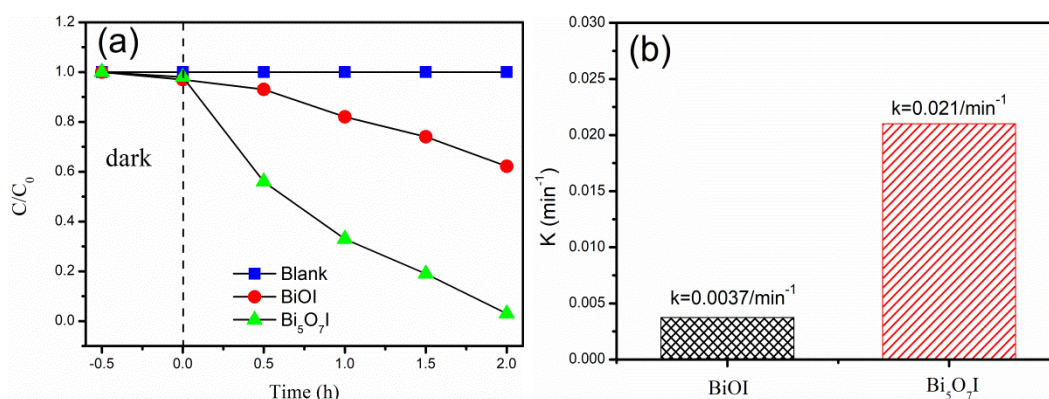 (a)
C/C₀
1.2
1.0
0.8
0.6
0.4
0.2
0.0
dark
Blank
BiOI
Bi₅O₇I
-0.5 0.0 0.5 1.0 1.5 2.0
Time (h)
(b)
K (min⁻¹)
0.030
0.025
0.020
0.015
0.010
0.005
0.000
k=0.0037/min⁻¹
k=0.021/min⁻¹
BiOI Bi₅O₇I